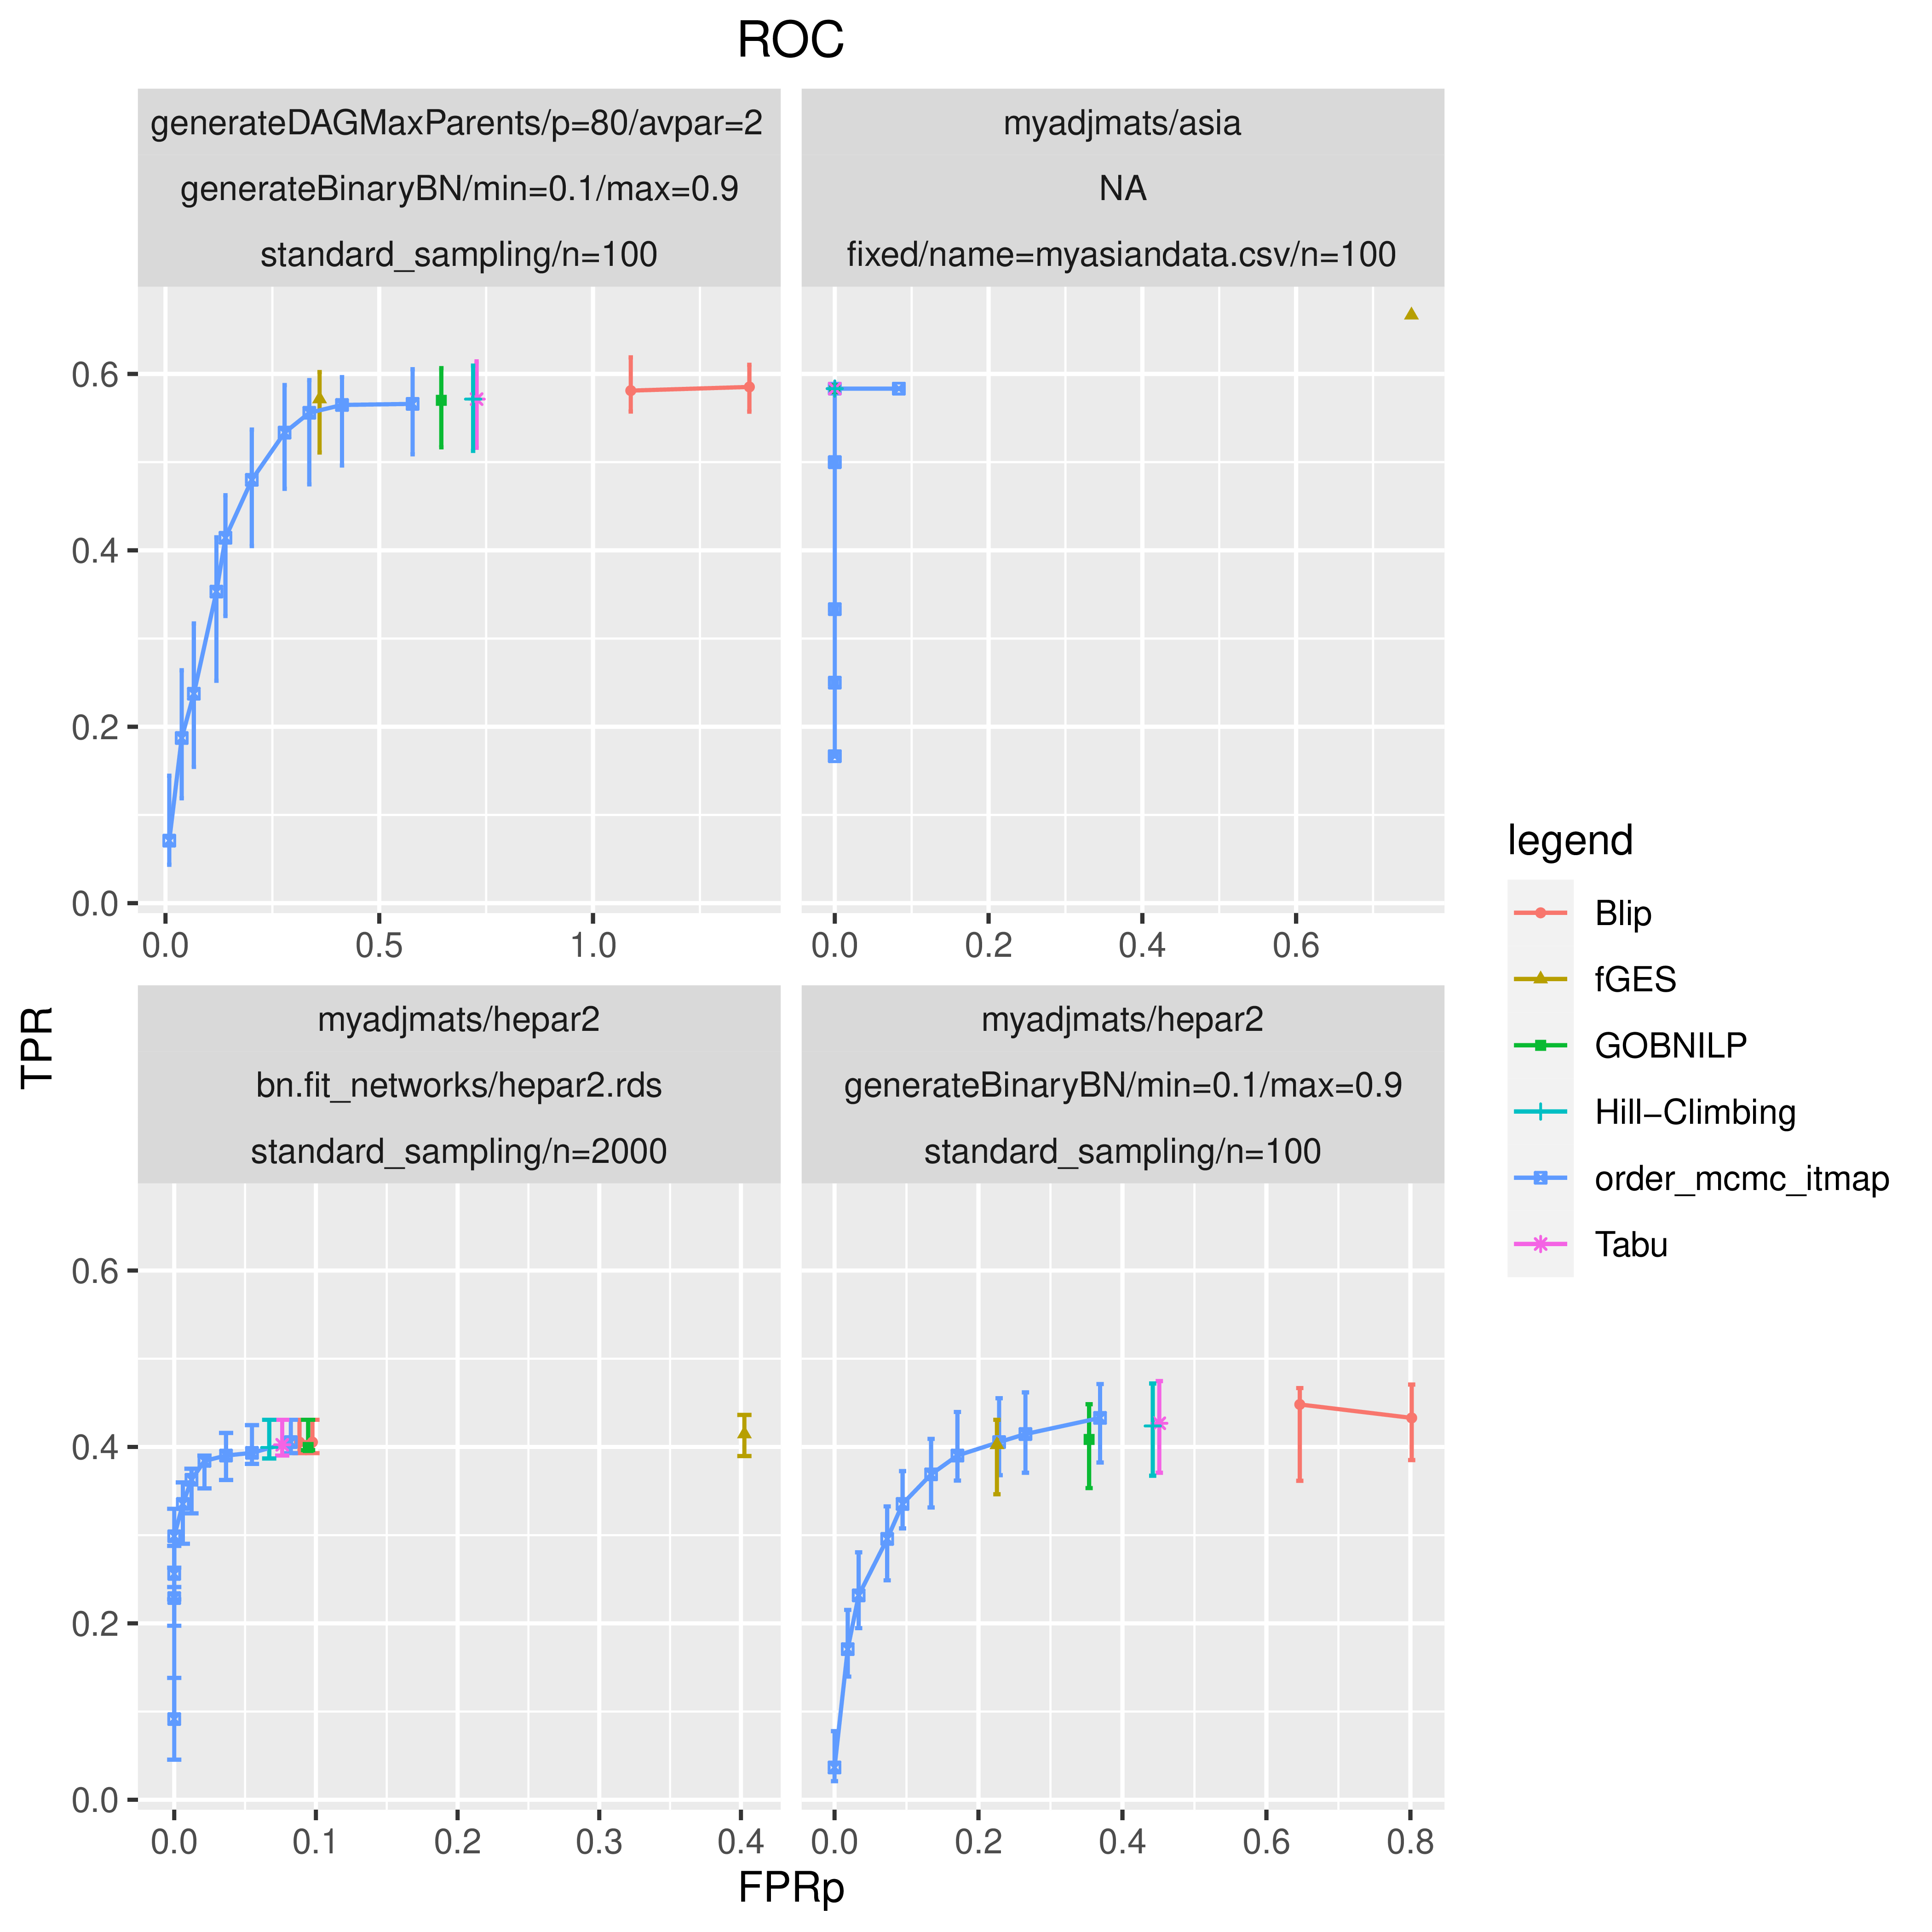 ROC
generateDAGMaxParents/p=80/avpar=2
generateBinaryBN/min=0.1/max=0.9
standard_sampling/n=100
myadjmats/asia
NA
fixed/name=myasiandata.csv/n=100
0.6
0.4
0.2
0.0
0.0 0.5 1.0
0.0 0.2 0.4 0.6
myadjmats/hepar2
bn.fit_networks/hepar2.rds
standard_sampling/n=2000
myadjmats/hepar2
generateBinaryBN/min=0.1/max=0.9
standard_sampling/n=100
0.6
0.4
0.2
0.0
0.0 0.1 0.2 0.3 0.4
0.0 0.2 0.4 0.6 0.8
TPR
FPRp
legend
Blip
fGES
GOBNILP
Hill−Climbing
order_mcmc_itmap
Tabu